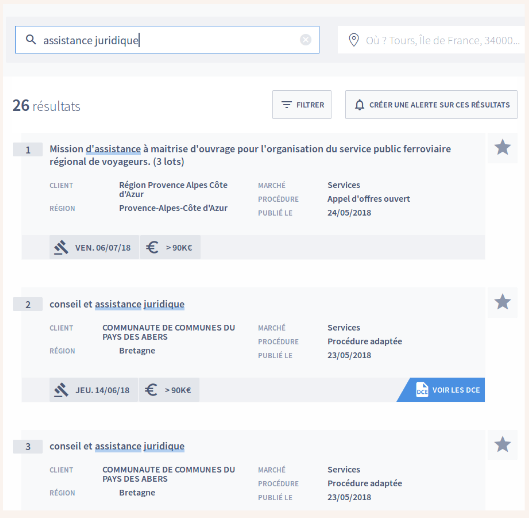 assistance juridique
Où ? Tours, Île de France, 34000...
26 résultats
FILTRER
CRÉER UNE ALERTE SUR CES RÉSULTATS
1
Mission d'assistance à maitrise d'ouvrage pour l'organisation du service public ferroviaire
régional de voyageurs. (3 lots)
CLIENT
Région Provence Alpes Côte
d'Azur
RÉGION
Provence-Alpes-Côte d'Azur
MARCHÉ
Services
PROCÉDURE
Appel d'offres ouvert
PUBLIÉ LE
24/05/2018
VEN. 06/07/18
> 90K€
2
conseil et assistance juridique
CLIENT
COMMUNAUTE DE COMMUNES DU
PAYS DES ABERS
RÉGION
Bretagne
MARCHÉ
Services
PROCÉDURE
Procédure adaptée
PUBLIÉ LE
23/05/2018
JEU. 14/06/18
> 90K€
DCE
VOIR LES DCE
3
conseil et assistance juridique
CLIENT
COMMUNAUTE DE COMMUNES DU
PAYS DES ABERS
RÉGION
Bretagne
MARCHÉ
Services
PROCÉDURE
Procédure adaptée
PUBLIÉ LE
23/05/2018